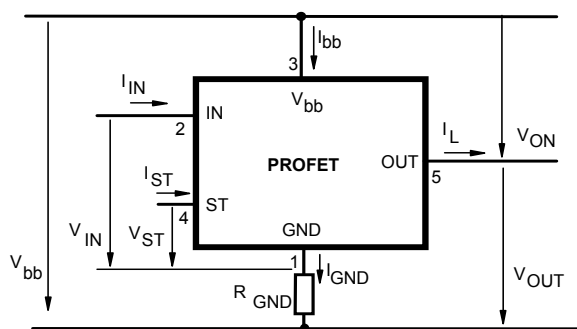 I bb
3
I IN
V bb
IN
2
I L
V ON
PROFET
OUT
I ST
5
ST
4
GND
V IN
V ST
V bb
1
I GND
V OUT
R GND